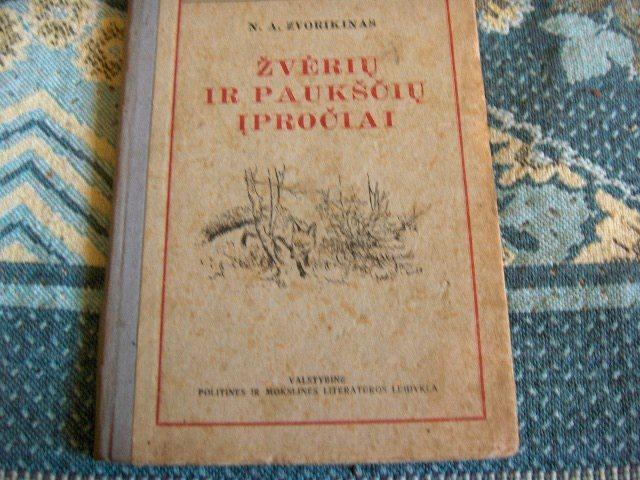 N. A. ZVORIKINAS
ŽVĖRIŲ
IR PAUKŠČIŲ
ĮPROČIAI
VALSTYBINĖ
POLITINĖS IR MOKSLINĖS LITERATŪROS LEIDYKLA